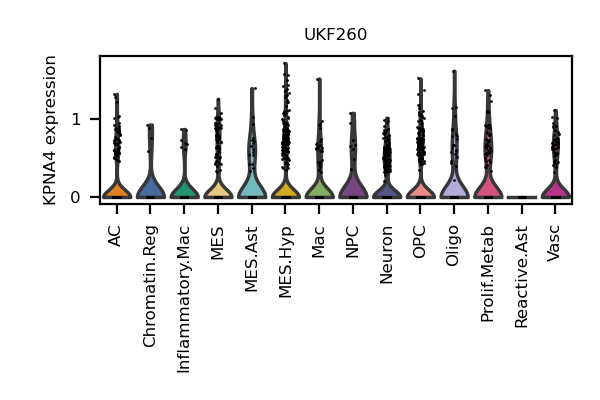 UKF260
KPNA4 expression
1
0
AC
Chromatin.Reg
Inflammatory.Mac
MES
MES.Ast
MES.Hyp
Mac
NPC
Neuron
OPC
Oligo
Prolif.Metab
Reactive.Ast
Vasc